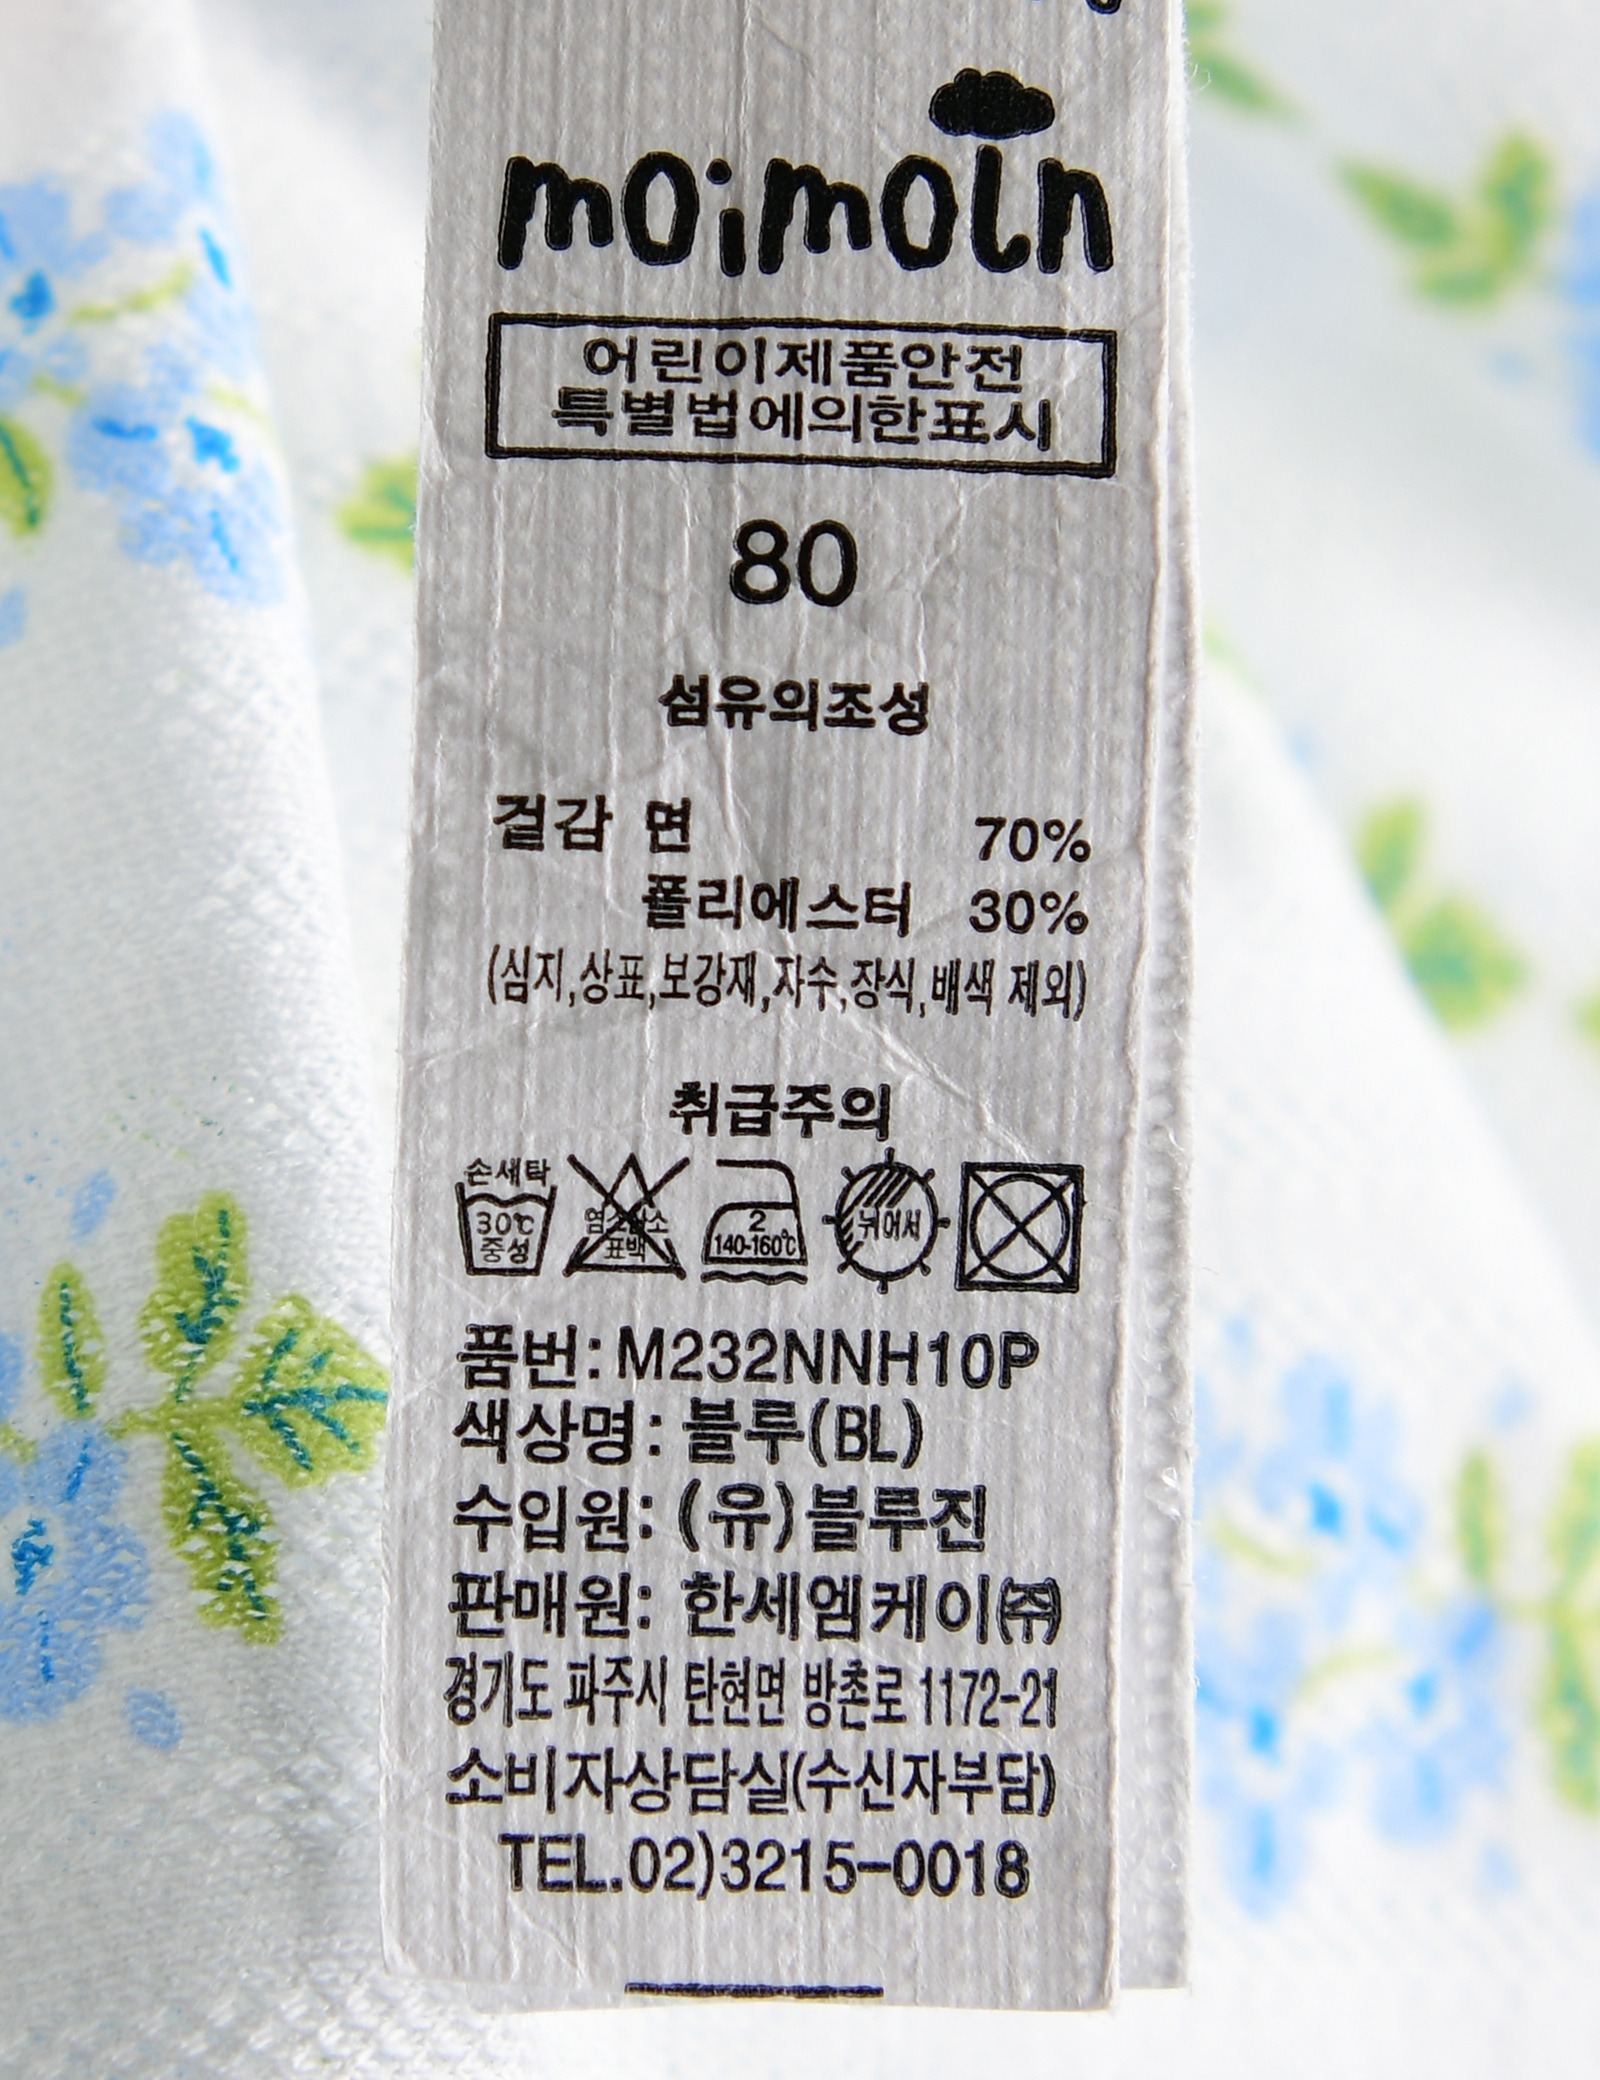 moimoln
어린이제품안전
특별법에의한표시
80
섬유의조성
겉감 면 70%
폴리에스터 30%
(심지,상표,보강재,자수,장식,배색 제외)
취급주의
손세탁
30℃
중성
염소산소
표백
2
140-160℃
뉘어서
품번: M232NNH10P
색상명: 블루(BL)
수입원: (유)블루진
판매원: 한세엠케이㈜
경기도 파주시 탄현면 방촌로 1172-21
소비자상담실(수신자부담)
TEL.02)3215-0018